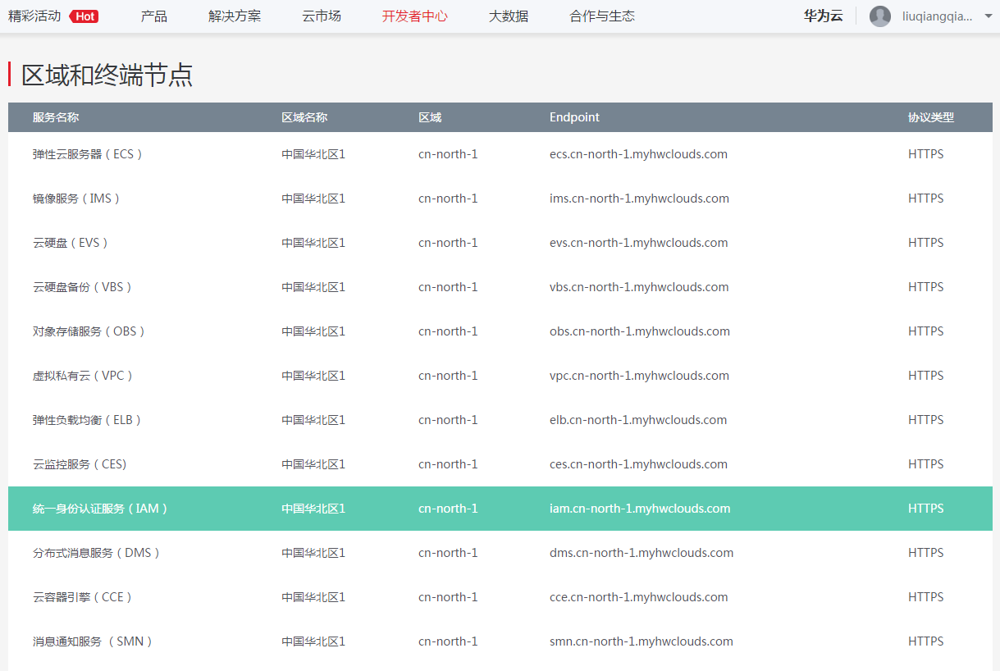 精彩活动 Hot 产品 解决方案 云市场 开发者中心 大数据 合作与生态 华为云 liuqiangqia...
区域和终端节点
服务名称 区域名称 区域 Endpoint 协议类型
弹性云服务器（ECS） 中国华北区1 cn-north-1 ecs.cn-north-1.myhwclouds.com HTTPS
镜像服务（IMS） 中国华北区1 cn-north-1 ims.cn-north-1.myhwclouds.com HTTPS
云硬盘（EVS） 中国华北区1 cn-north-1 evs.cn-north-1.myhwclouds.com HTTPS
云硬盘备份（VBS） 中国华北区1 cn-north-1 vbs.cn-north-1.myhwclouds.com HTTPS
对象存储服务（OBS） 中国华北区1 cn-north-1 obs.cn-north-1.myhwclouds.com HTTPS
虚拟私有云（VPC） 中国华北区1 cn-north-1 vpc.cn-north-1.myhwclouds.com HTTPS
弹性负载均衡（ELB） 中国华北区1 cn-north-1 elb.cn-north-1.myhwclouds.com HTTPS
云监控服务（CES) 中国华北区1 cn-north-1 ces.cn-north-1.myhwclouds.com HTTPS
统一身份认证服务（IAM） 中国华北区1 cn-north-1 iam.cn-north-1.myhwclouds.com HTTPS
分布式消息服务（DMS） 中国华北区1 cn-north-1 dms.cn-north-1.myhwclouds.com HTTPS
云容器引擎（CCE） 中国华北区1 cn-north-1 cce.cn-north-1.myhwclouds.com HTTPS
消息通知服务 （SMN） 中国华北区1 cn-north-1 smn.cn-north-1.myhwclouds.com HTTPS